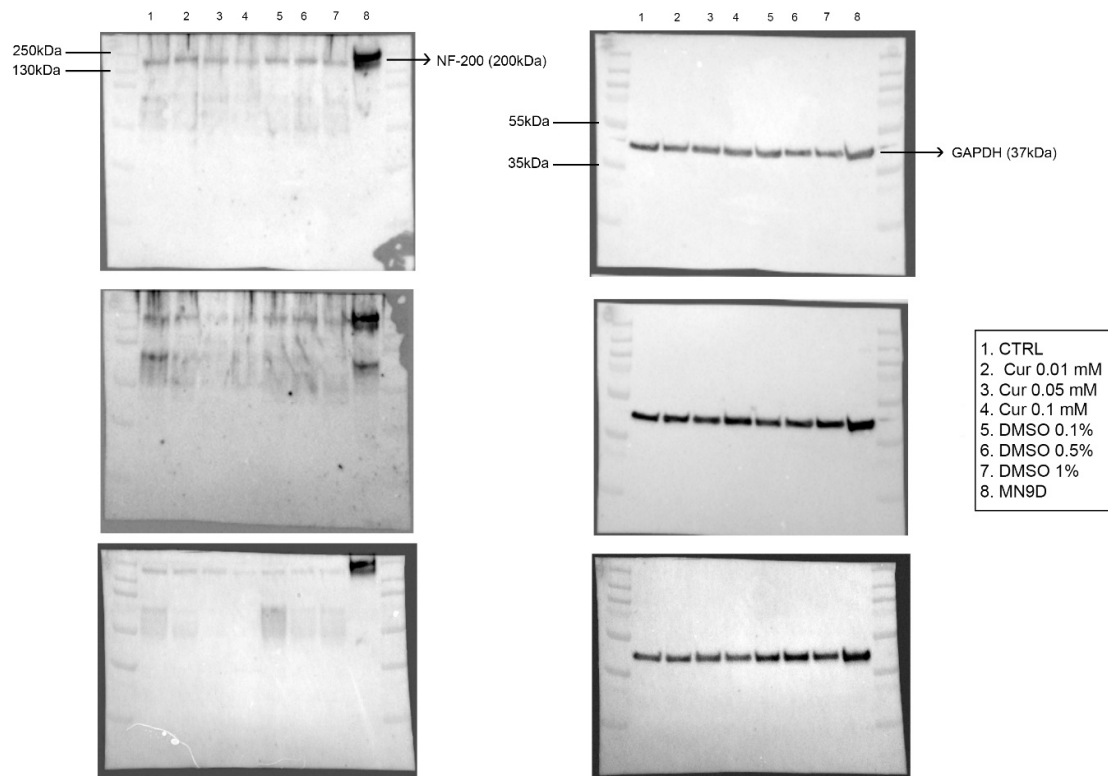 1 2 3 4 5 6 7 8
250kDa
130kDa
NF-200 (200kDa)
1 2 3 4 5 6 7 8
55kDa
35kDa
GAPDH (37kDa)
1. CTRL
2. Cur 0.01 mM
3. Cur 0.05 mM
4. Cur 0.1 mM
5. DMSO 0.1%
6. DMSO 0.5%
7. DMSO 1%
8. MN9D